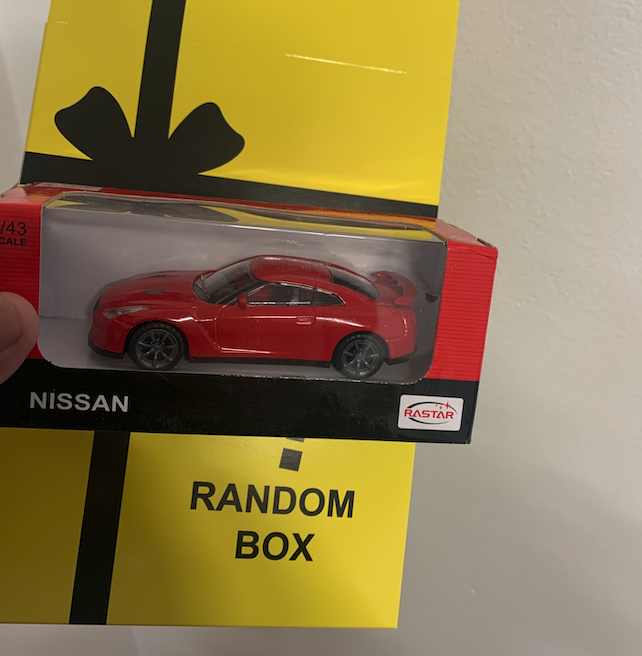 /43
CALE
NISSAN
RASTAR
RANDOM
BOX